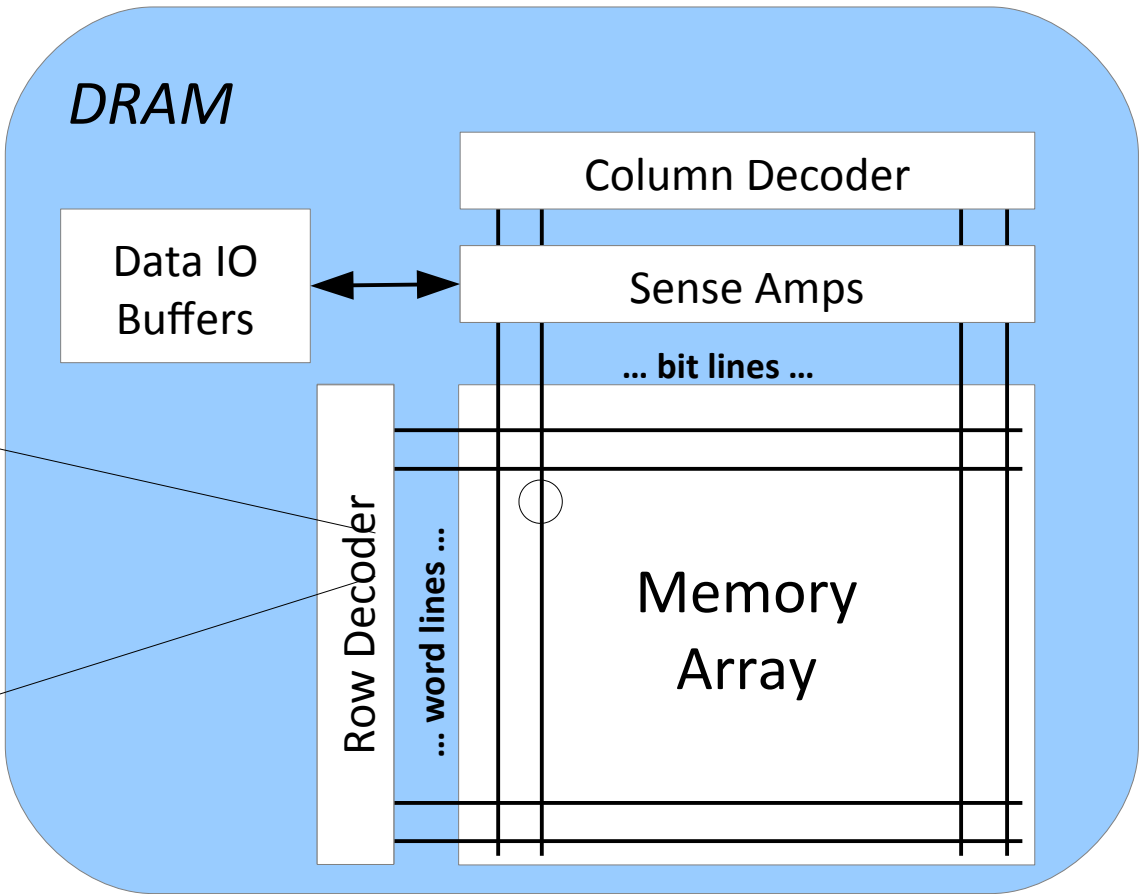 DRAM
Column Decoder
Data IO
Buffers
Sense Amps
... bit lines ...
Row Decoder
... word lines ...
Memory
Array